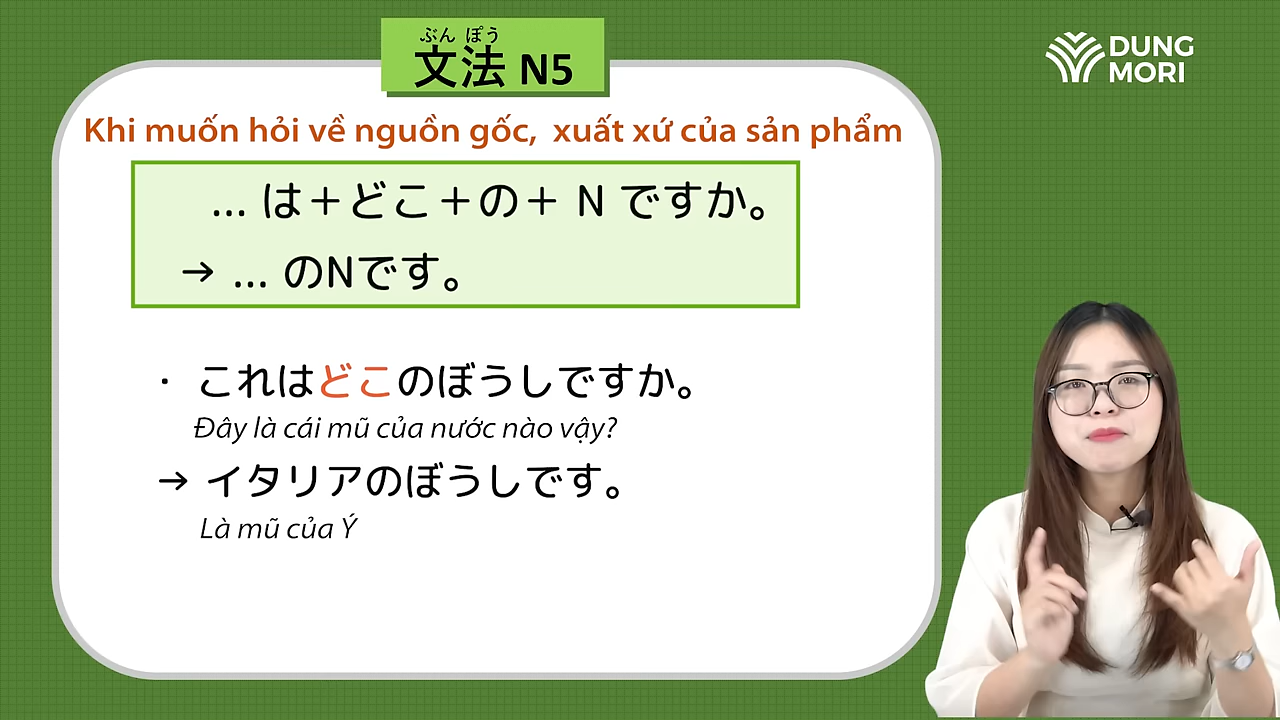 ぶん ぽう
文法 N5
DUNG
MORI
Khi muốn hỏi về nguồn gốc, xuất xứ của sản phẩm
... は＋どこ＋の＋ N ですか。
→ ... のNです。
・ これはどこのぼうしですか。
Đây là cái mũ của nước nào vậy?
→ イタリアのぼうしです。
Là mũ của Ý